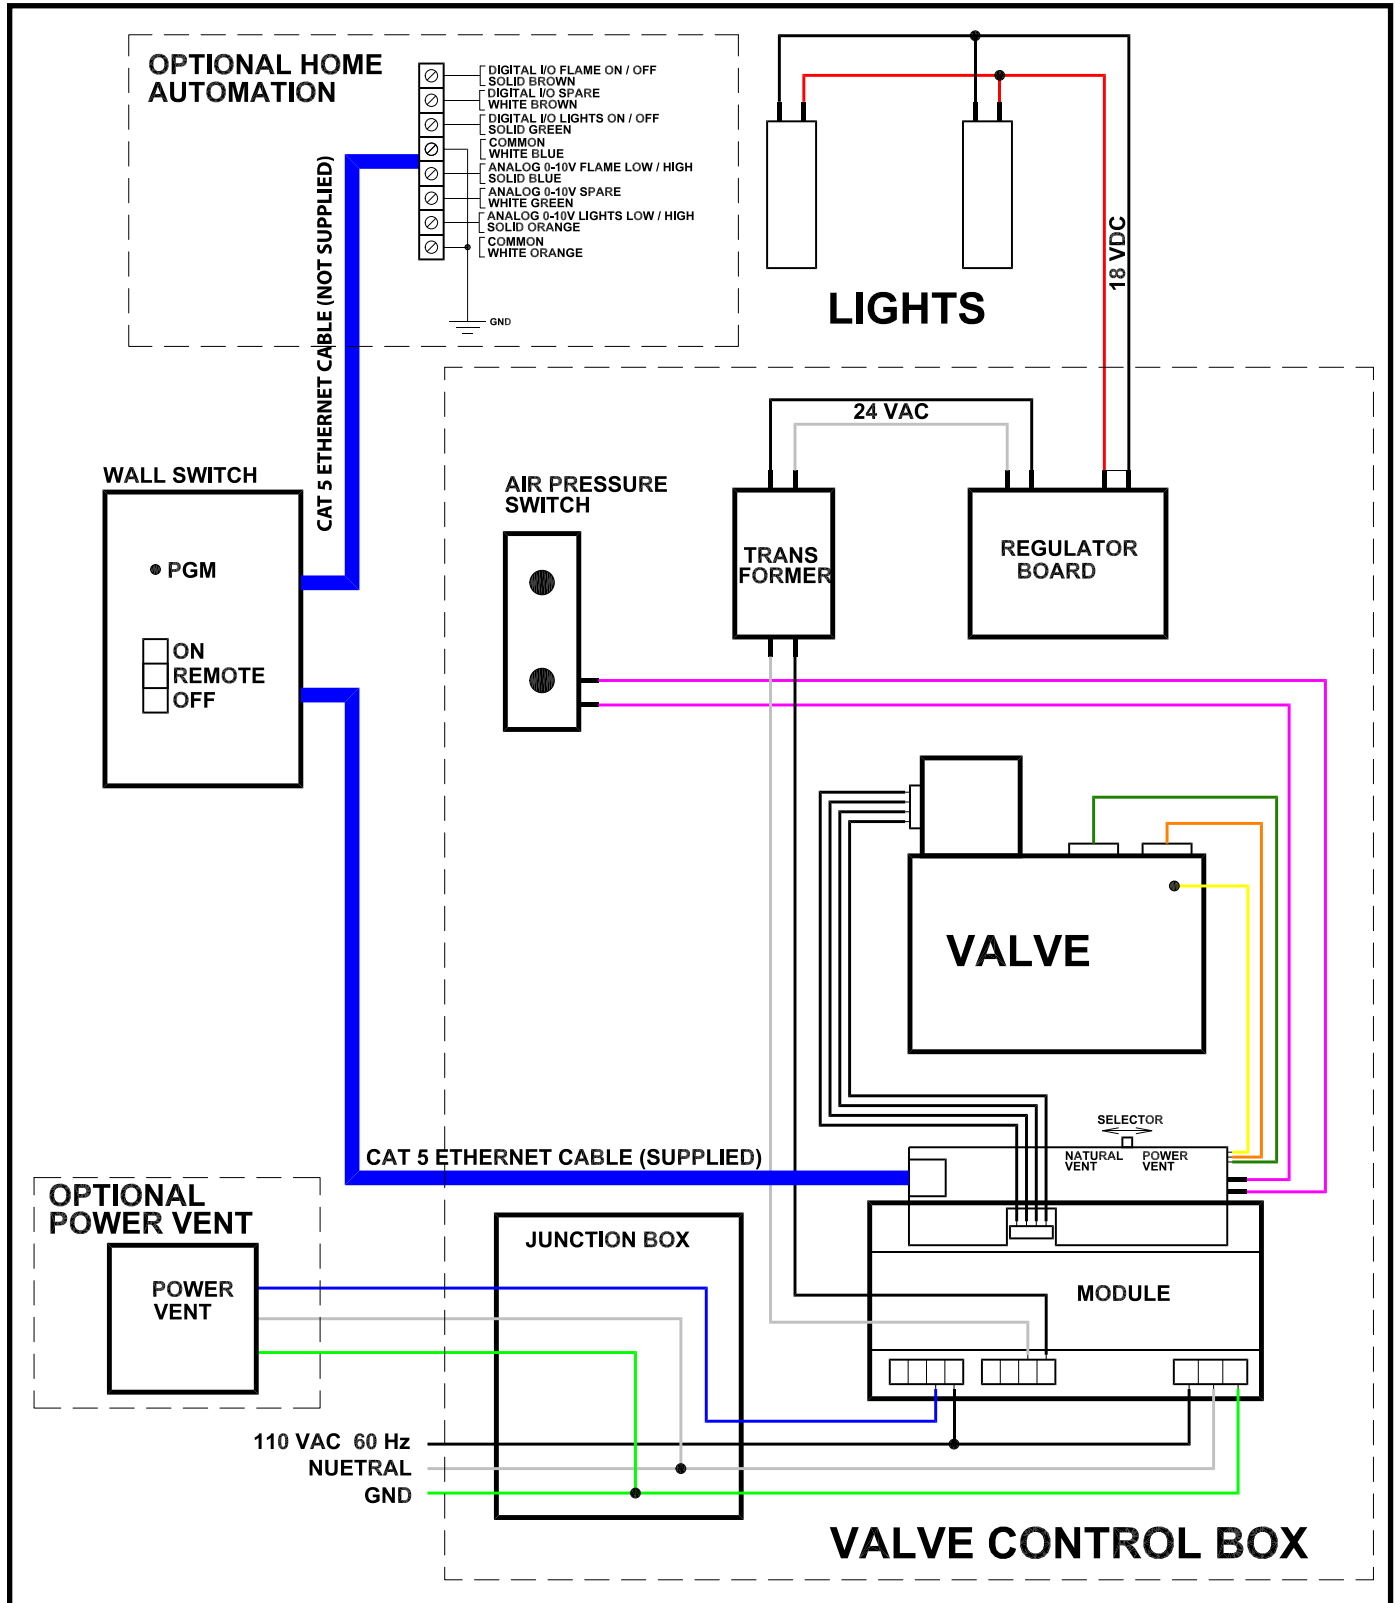 OPTIONAL HOME
AUTOMATION
DIGITAL I/O FLAME ON / OFF
SOLID BROWN
DIGITAL I/O SPARE
WHITE BROWN
DIGITAL I/O LIGHTS ON / OFF
SOLID GREEN
COMMON
WHITE BLUE
ANALOG 0-10V FLAME LOW / HIGH
SOLID BLUE
ANALOG 0-10V SPARE
WHITE GREEN
ANALOG 0-10V LIGHTS LOW / HIGH
SOLID ORANGE
COMMON
WHITE ORANGE
GND
CAT 5 ETHERNET CABLE (NOT SUPPLIED)
LIGHTS
18 VDC
24 VAC
WALL SWITCH
PGM
ON
REMOTE
OFF
AIR PRESSURE
SWITCH
TRANS
FORMER
REGULATOR
BOARD
VALVE
SELECTOR
NATURAL
VENT
POWER
VENT
CAT 5 ETHERNET CABLE (SUPPLIED)
OPTIONAL
POWER VENT
POWER
VENT
JUNCTION BOX
MODULE
110 VAC 60 Hz
NUETRAL
GND
VALVE CONTROL BOX